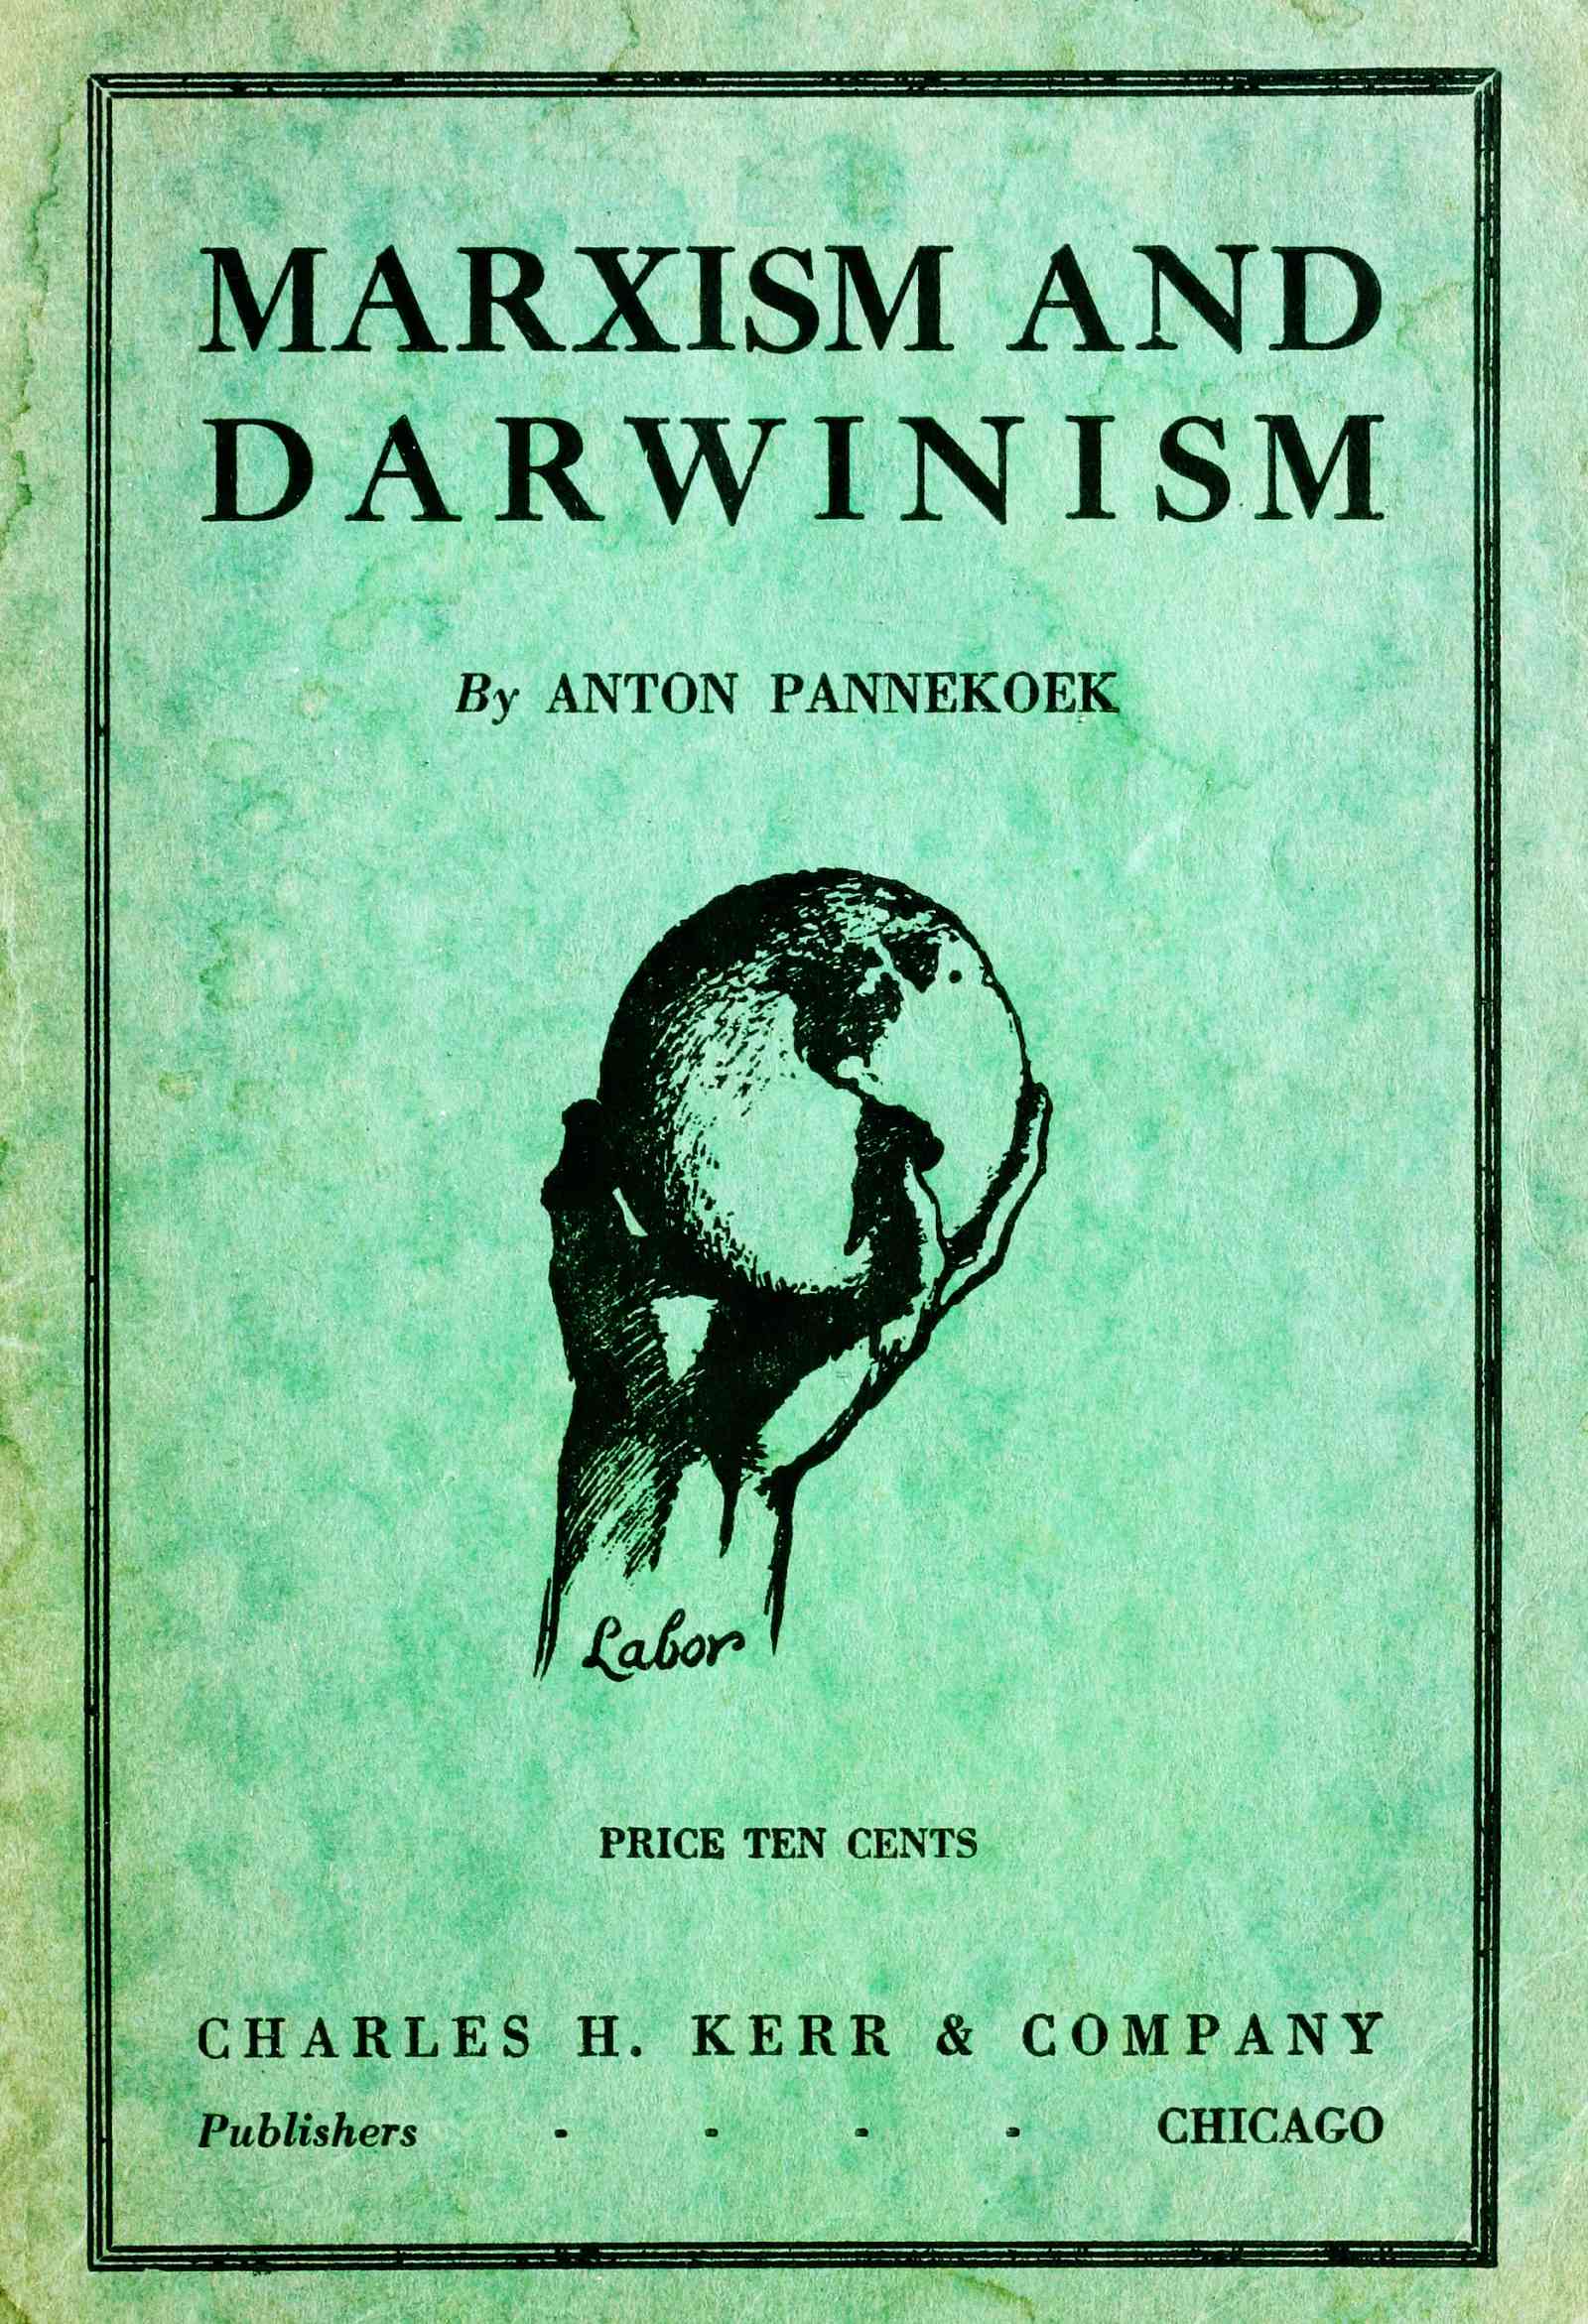 MARXISM AND
DARWINISM
By ANTON PANNEKOEK
Labor
PRICE TEN CENTS
CHARLES H. KERR & COMPANY
Publishers - - - - CHICAGO